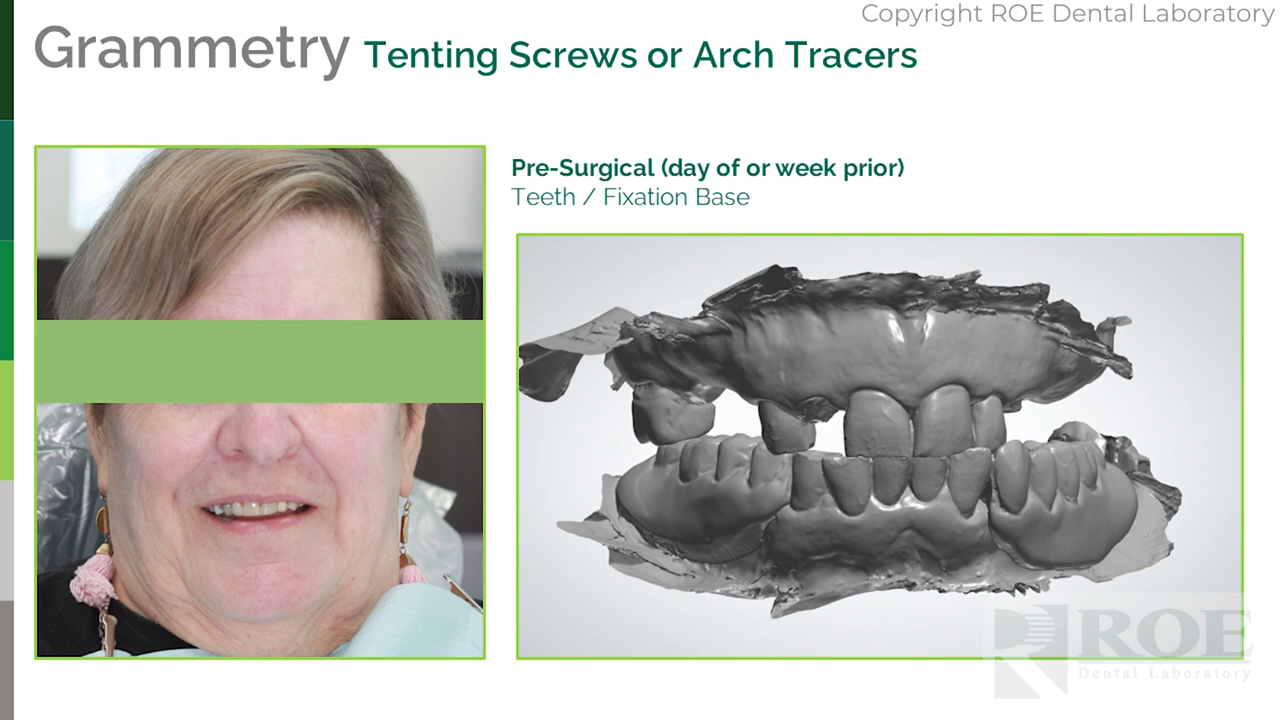 Copyright ROE Dental Laboratory
Grammetry Tenting Screws or Arch Tracers
Pre-Surgical (day of or week prior)
Teeth / Fixation Base
ROE
Dental Laboratory